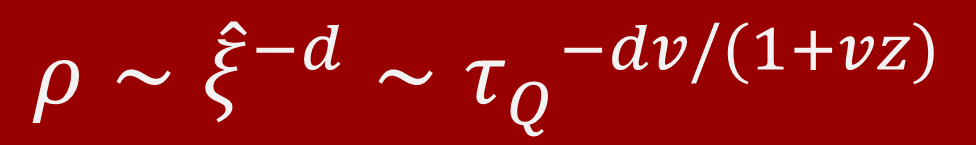 ρ ~ ξ̂^{−d} ~ τ_Q^{−dν/(1+νz)}